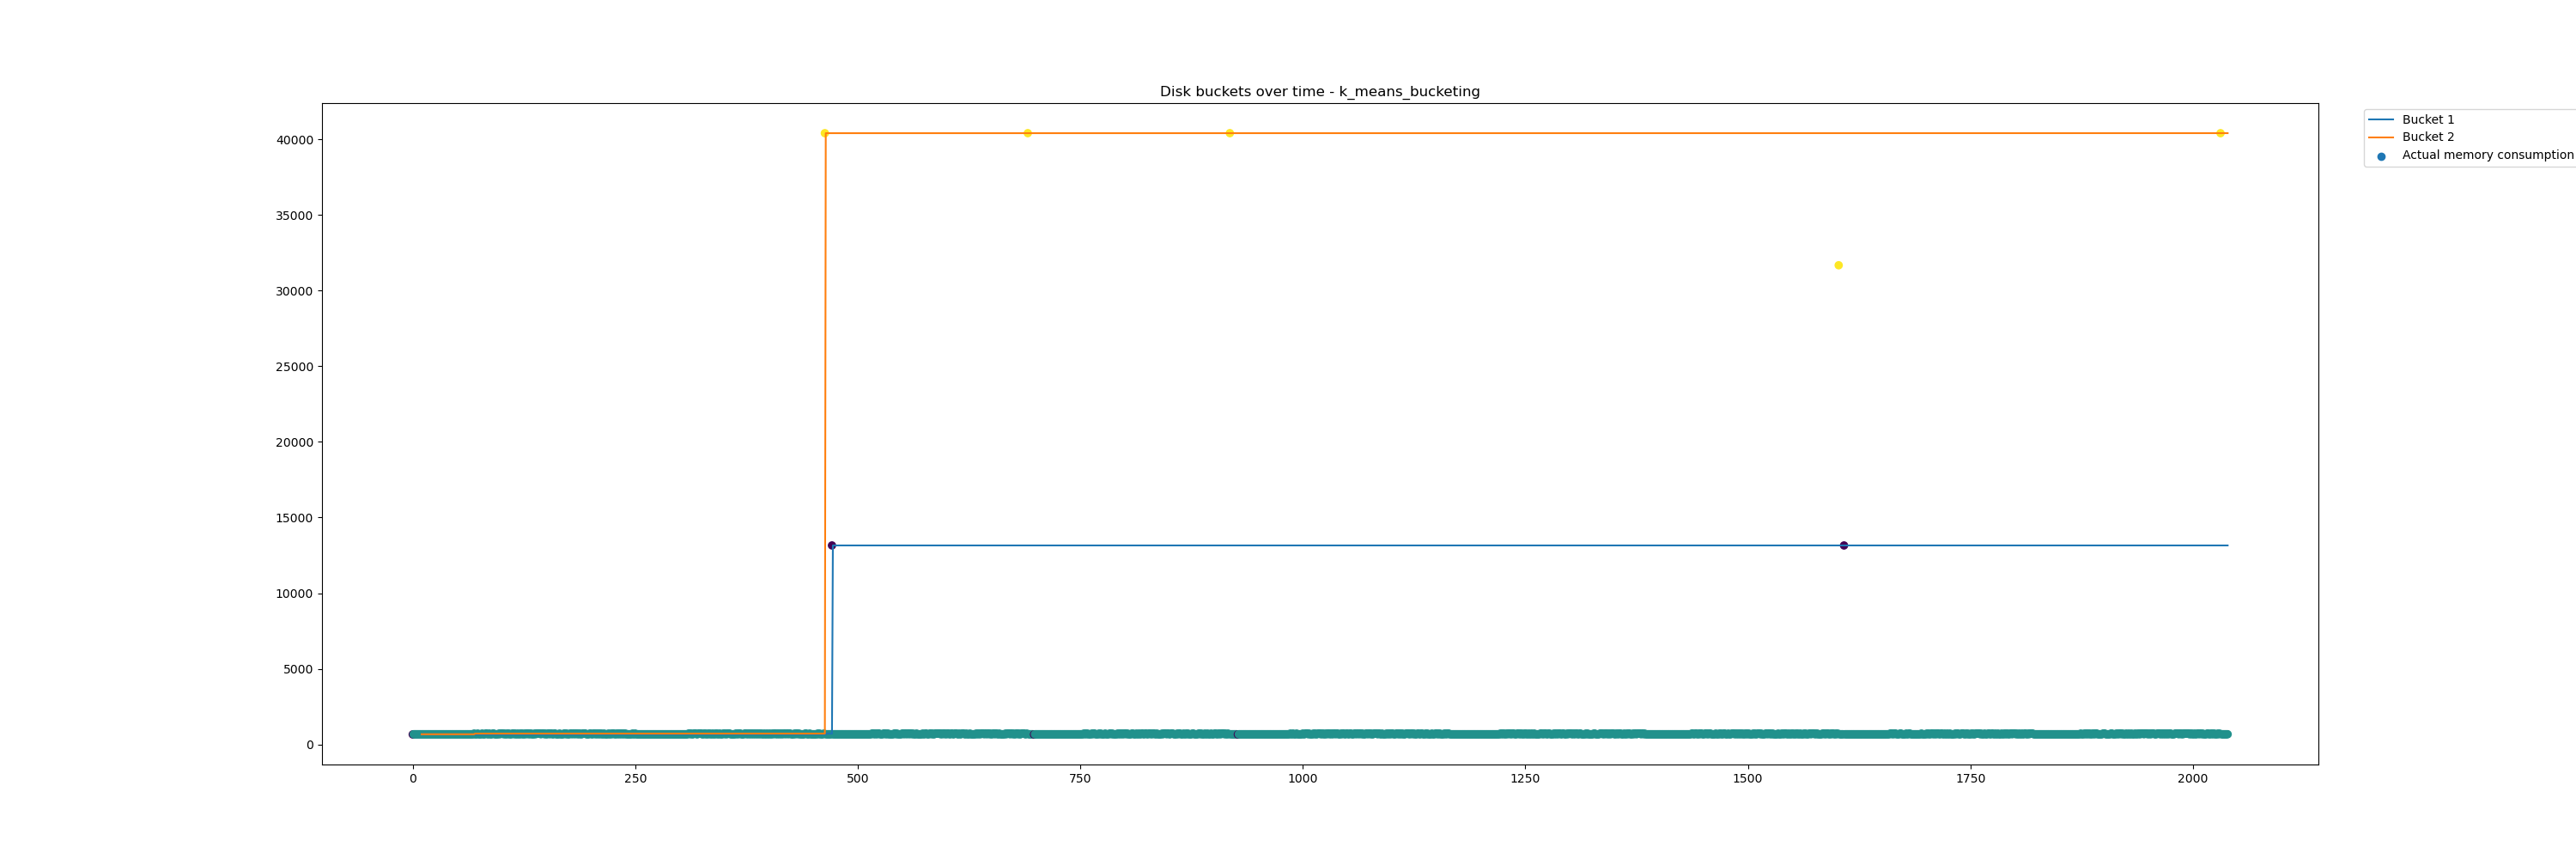 Disk buckets over time - k_means_bucketing
40000
35000
30000
25000
20000
15000
10000
5000
0
0 250 500 750 1000 1250 1500 1750 2000
Bucket 1
Bucket 2
Actual memory consumption